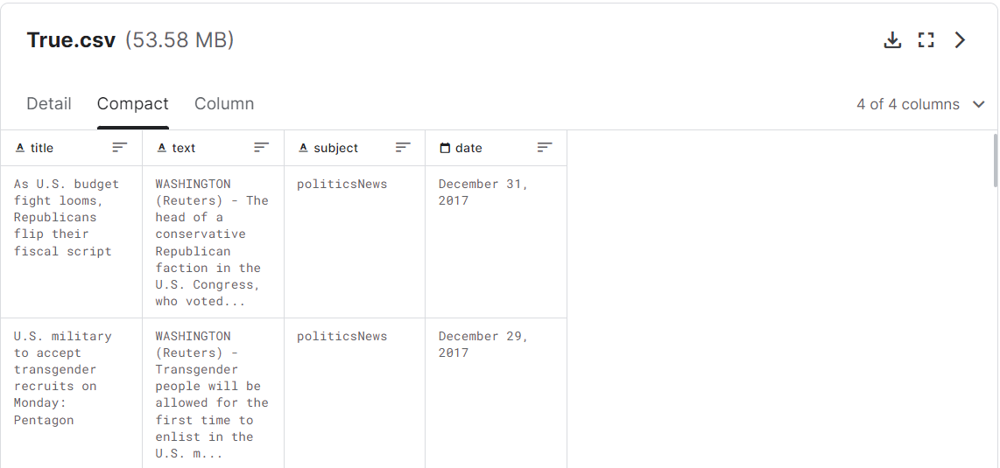 True.csv (53.58 MB)
Detail Compact Column 4 of 4 columns
A title A text A subject date
As U.S. budget
fight looms,
Republicans
flip their
fiscal script
WASHINGTON
(Reuters) - The
head of a
conservative
Republican
faction in the
U.S. Congress,
who voted...
politicsNews
December 31,
2017
U.S. military
to accept
transgender
recruits on
Monday:
Pentagon
WASHINGTON
(Reuters) -
Transgender
people will be
allowed for the
first time to
enlist in the
U.S. m...
politicsNews
December 29,
2017